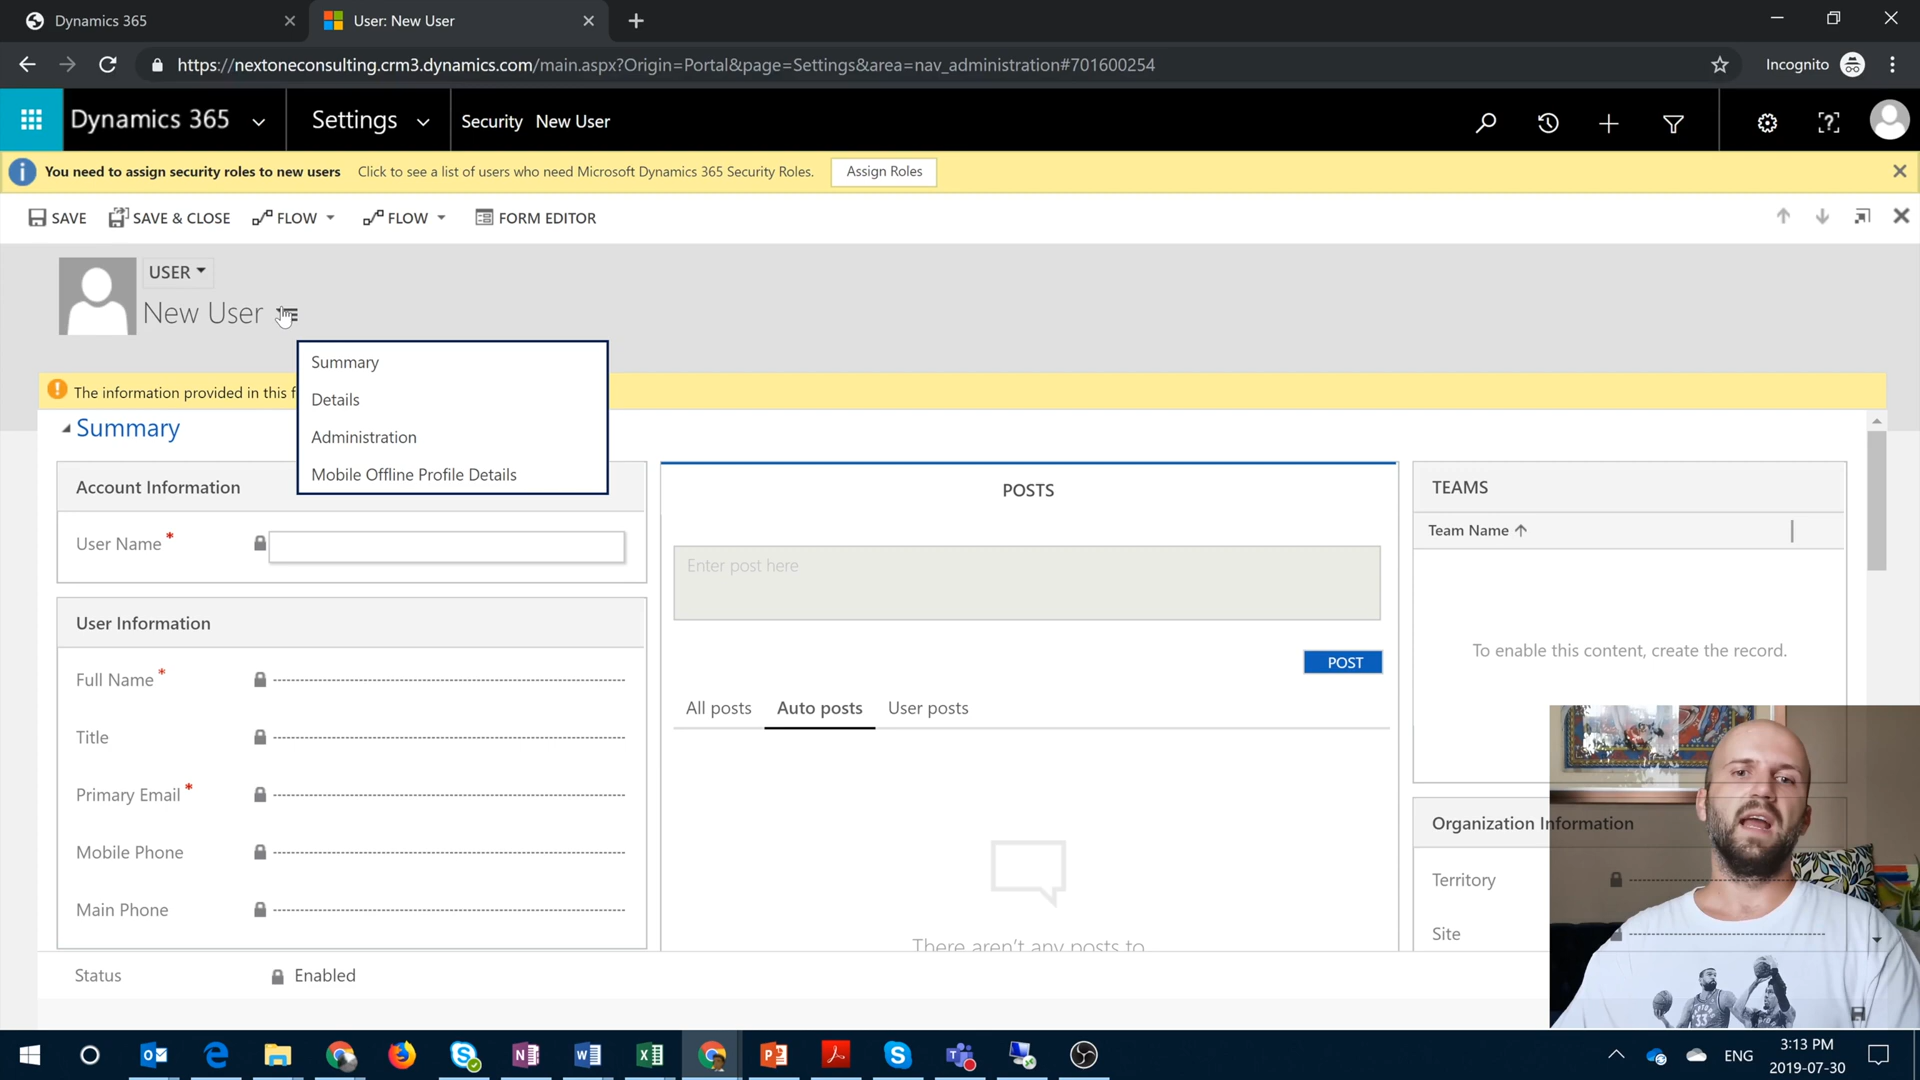 Dynamics 365
User: New User
https://nextoneconsulting.crm3.dynamics.com/main.aspx?Origin=Portal&page=Settings&area=nav_administration#701600254
Incognito
Dynamics 365
Settings
Security New User
You need to assign security roles to new users Click to see a list of users who need Microsoft Dynamics 365 Security Roles. Assign Roles
SAVE SAVE & CLOSE FLOW FLOW FORM EDITOR
USER
New User
Summary
Details
Administration
Mobile Offline Profile Details
The information provided in this f
Summary
Account Information
User Name *
User Information
Full Name *
Title
Primary Email *
Mobile Phone
Main Phone
Status Enabled
POSTS
Enter post here
POST
All posts Auto posts User posts
There aren't any posts to
TEAMS
Team Name
To enable this content, create the record.
Organization Information
Territory
Site
33
ENG
3:13 PM
2019-07-30